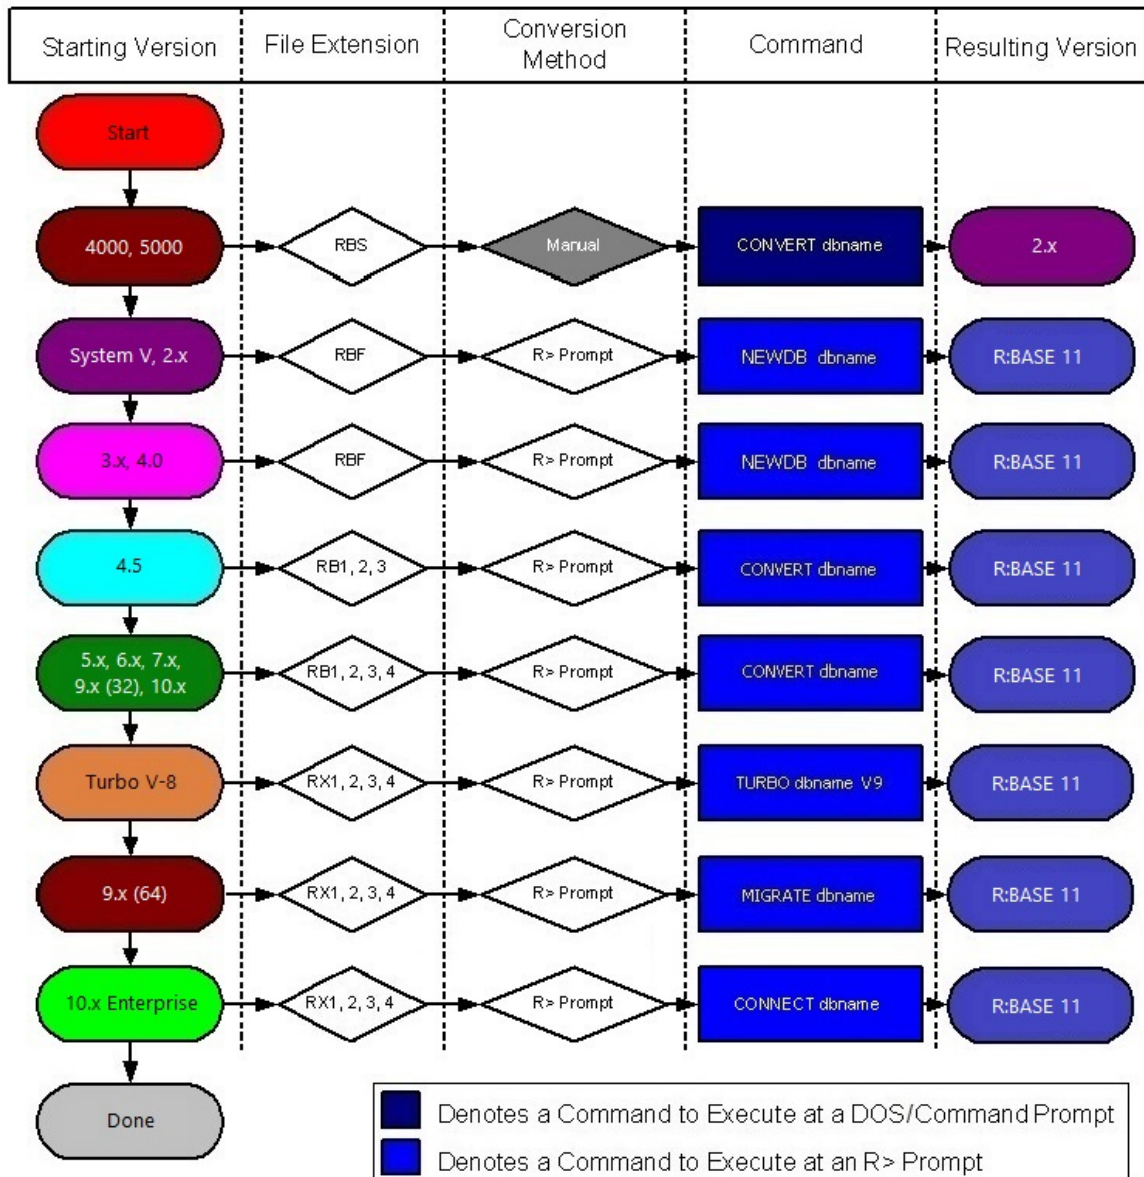 Starting Version
File Extension
Conversion
Method
Command
Resulting Version
Start
4000, 5000
RBS
Manual
CONVERT dbname
2.x
System V, 2.x
RBF
R> Prompt
NEWDB dbname
R:BASE 11
3.x, 4.0
RBF
R> Prompt
NEWDB dbname
R:BASE 11
4.5
RB1, 2, 3
R> Prompt
CONVERT dbname
R:BASE 11
5.x, 6.x, 7.x,
9.x (32), 10.x
RB1, 2, 3, 4
R> Prompt
CONVERT dbname
R:BASE 11
Turbo V-8
RX1, 2, 3, 4
R> Prompt
TURBO dbname V9
R:BASE 11
9.x (64)
RX1, 2, 3, 4
R> Prompt
MIGRATE dbname
R:BASE 11
10.x Enterprise
RX1, 2, 3, 4
R> Prompt
CONNECT dbname
R:BASE 11
Done
Denotes a Command to Execute at a DOS/Command Prompt
Denotes a Command to Execute at an R> Prompt